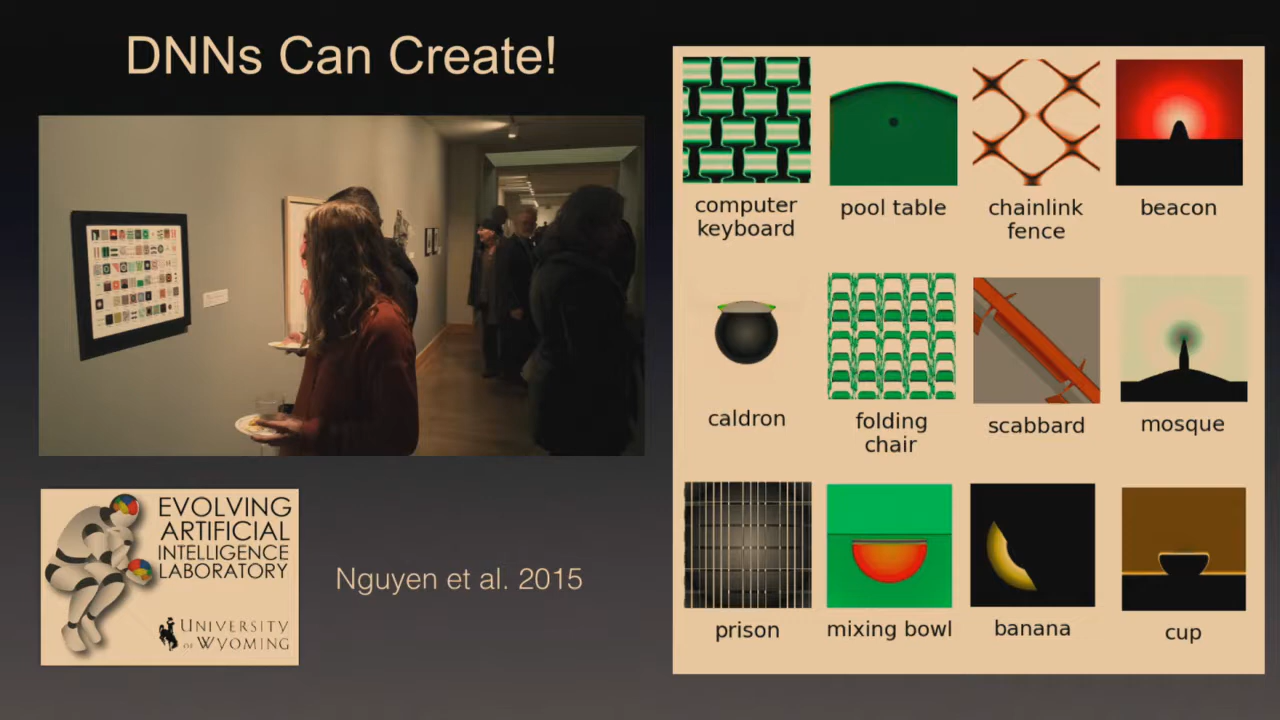 DNNs Can Create!
computer
keyboard
pool table
chainlink
fence
beacon
caldron
folding
chair
scabbard
mosque
prison
mixing bowl
banana
cup
EVOLVING
ARTIFICIAL
INTELLIGENCE
LABORATORY
UNIVERSITY
OF WYOMING
Nguyen et al. 2015